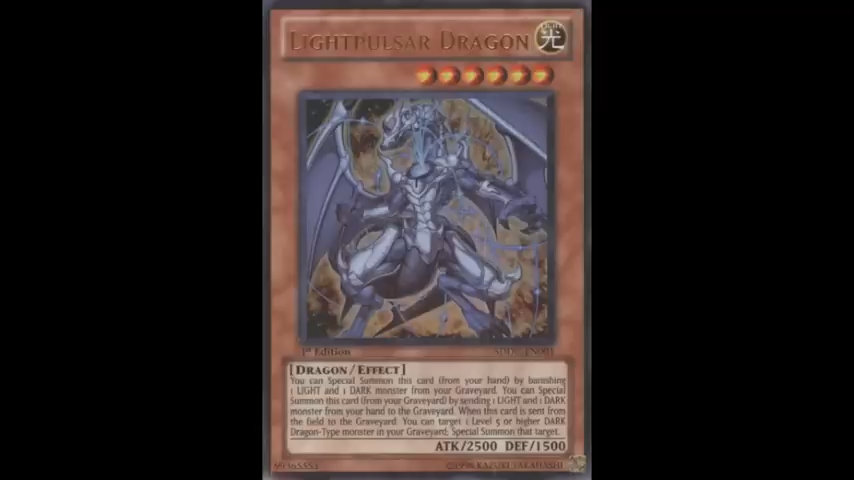 LIGHTPULSAR DRAGON
LIGHT
光
1st Edition
[DRAGON/EFFECT]
You can Special Summon this card (from your hand) by banishing
1 LIGHT and 1 DARK monster from your Graveyard. You can Special
Summon this card (from your Graveyard) by sending 1 LIGHT and 1 DARK
monster from your hand to the Graveyard. When this card is sent from
the field to the Graveyard: You can target 1 Level 5 or higher DARK
Dragon-Type monster in your Graveyard; Special Summon that target.
ATK/2500 DEF/1500
©1996 KAZUKI TAKAHASHI